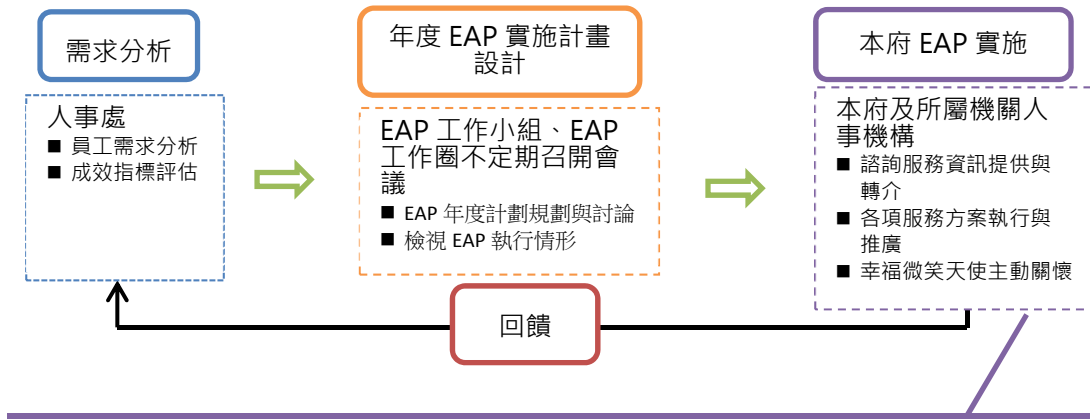 需求分析
人事處
■ 員工需求分析
■ 成效指標評估
年度 EAP 實施計畫
設計
EAP 工作小組、EAP
工作圈不定期召開會
議
■ EAP 年度計劃規劃與討論
■ 檢視 EAP 執行情形
本府 EAP 實施
本府及所屬機關人
事機構
■ 諮詢服務資訊提供與
轉介
■ 各項服務方案執行與
推廣
■ 幸福微笑天使主動關懷
回饋